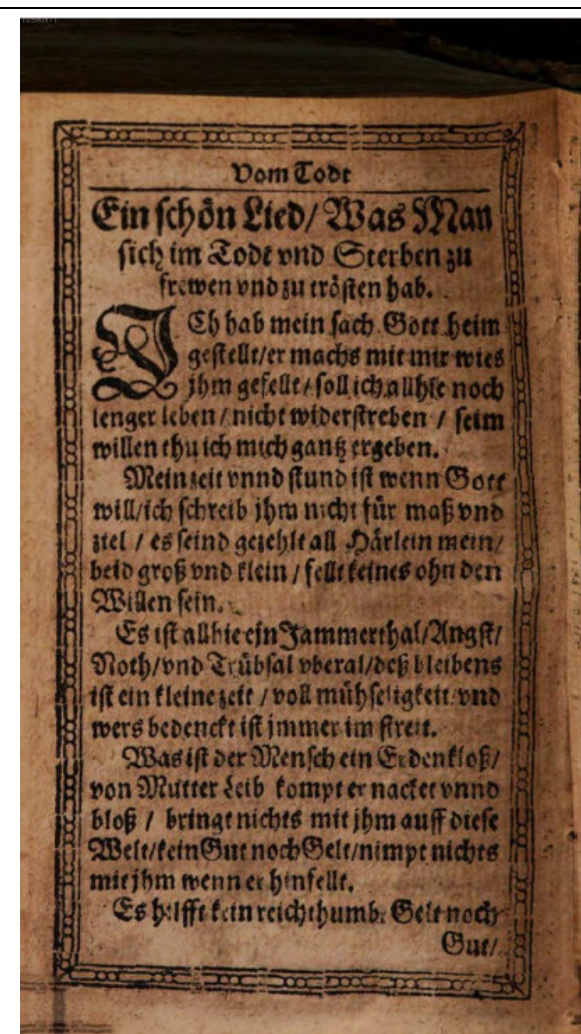 Vom Todt
Ein schön Lied/ Was Man
sich im Todt vnd Sterben zu
frewen vnd zu trösten hab.
ICh hab mein sach Gott heim
gestellt/er machs mit mir wies
jhm gefellt/ soll ich allhie noch
lenger leben / nicht widerstreben / seim
willen thu ich mich gantz ergeben.
Mein zeit vnnd stund ist wenn Gott
will/ich schreib jhm nicht für maß vnd
ziel / es seind gezehlt all Härlein mein/
beid groß vnd klein / fellt keines ohn den
Willen sein.
Es ist allhie ein Jammerthal/Angst/
Noth/vnd Trübsal vberal/deß bleibens
ist ein kleine zeit / voll mühseligkeit vnd
wers bedenckt ist jmmer im streit.
Was ist der Mensch ein Erdenkloß/
von Mutter Leib kompt er nacket vnnd
bloß / bringt nichts mit jhm auff diese
Welt/kein Gut noch Gelt/nimpt nichts
mit jhm wenn er hinfellt.
Es hilfft kein reichthumb Gelt noch
Gut/